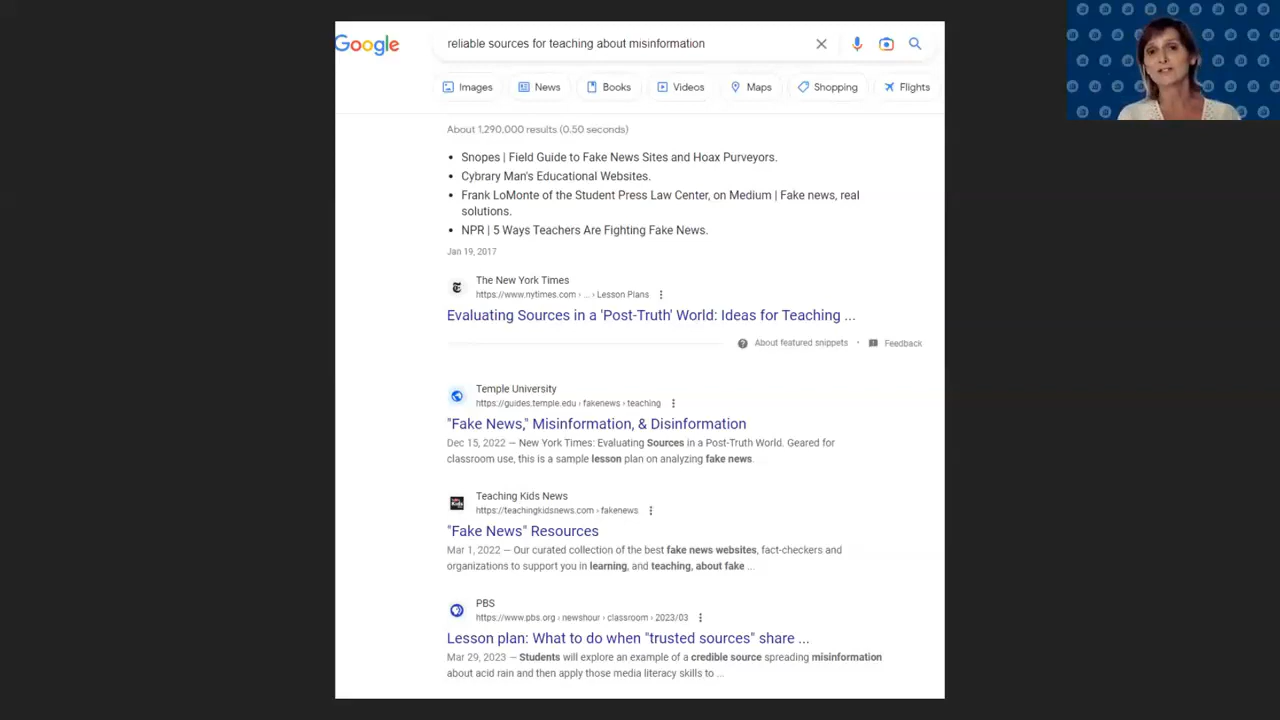 Google
reliable sources for teaching about misinformation
Images News Books Videos Maps Shopping Flights
About 1,290,000 results (0.50 seconds)
• Snopes | Field Guide to Fake News Sites and Hoax Purveyors.
• Cybrary Man's Educational Websites.
• Frank LoMonte of the Student Press Law Center, on Medium | Fake news, real
solutions.
• NPR | 5 Ways Teachers Are Fighting Fake News.
Jan 19, 2017
The New York Times
https://www.nytimes.com › ... › Lesson Plans
Evaluating Sources in a 'Post-Truth' World: Ideas for Teaching ...
About featured snippets • Feedback
Temple University
https://guides.temple.edu › fakenews › teaching
"Fake News," Misinformation, & Disinformation
Dec 15, 2022 — New York Times: Evaluating Sources in a Post-Truth World. Geared for
classroom use, this is a sample lesson plan on analyzing fake news.
Teaching Kids News
https://teachingkidsnews.com › fakenews
"Fake News" Resources
Mar 1, 2022 — Our curated collection of the best fake news websites, fact-checkers and
organizations to support you in learning, and teaching, about fake ...
PBS
https://www.pbs.org › newshour › classroom › 2023/03
Lesson plan: What to do when "trusted sources" share ...
Mar 29, 2023 — Students will explore an example of a credible source spreading misinformation
about acid rain and then apply those media literacy skills to ...